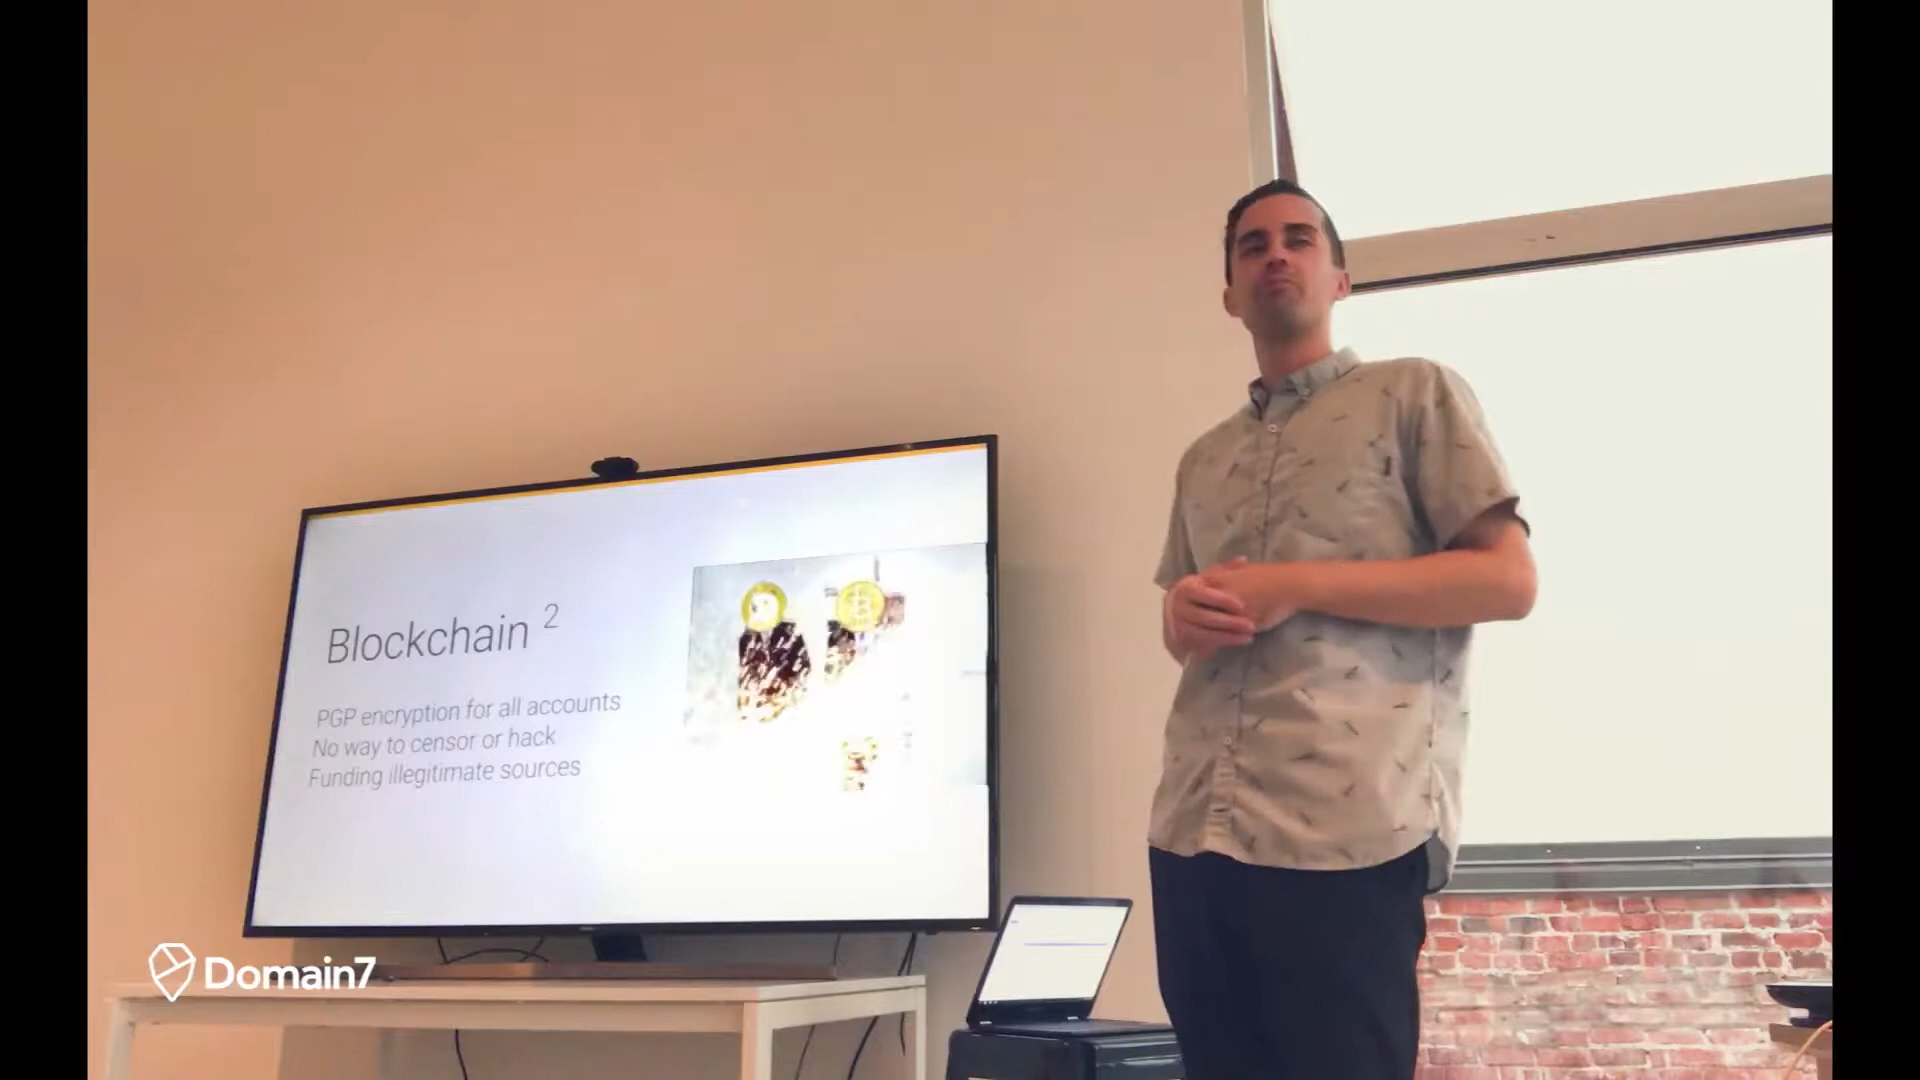 Blockchain 2
PGP encryption for all accounts
No way to censor or hack
Funding illegitimate sources
Domain7